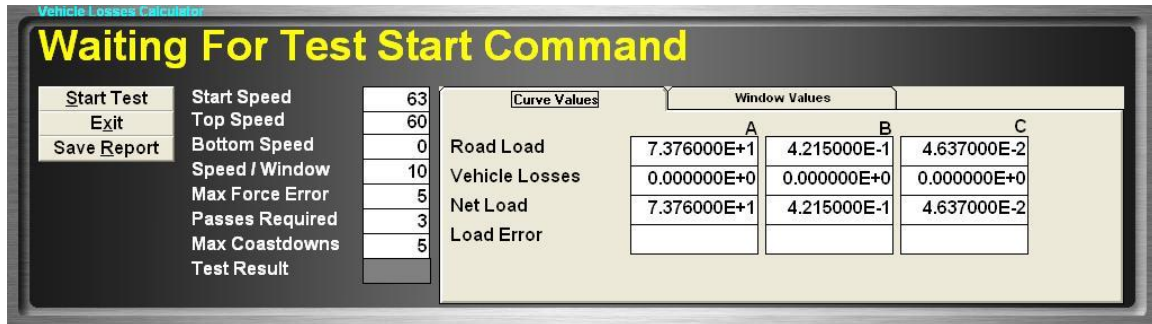 Vehicle Losses Calculator
Waiting For Test Start Command
Start Test
Exit
Save Report
Start Speed 63
Top Speed 60
Bottom Speed 0
Speed / Window 10
Max Force Error 5
Passes Required 3
Max Coastdowns 5
Test Result
Curve Values Window Values
A B C
Road Load 7.376000E+1 4.215000E-1 4.637000E-2
Vehicle Losses 0.000000E+0 0.000000E+0 0.000000E+0
Net Load 7.376000E+1 4.215000E-1 4.637000E-2
Load Error